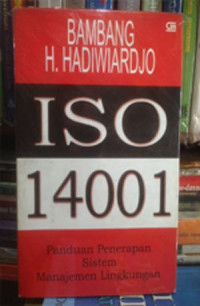 BAMBANG
H. HADIWIARDJO
ISO
14001
Panduan Penerapan
Sistem
Manajemen Lingkungan